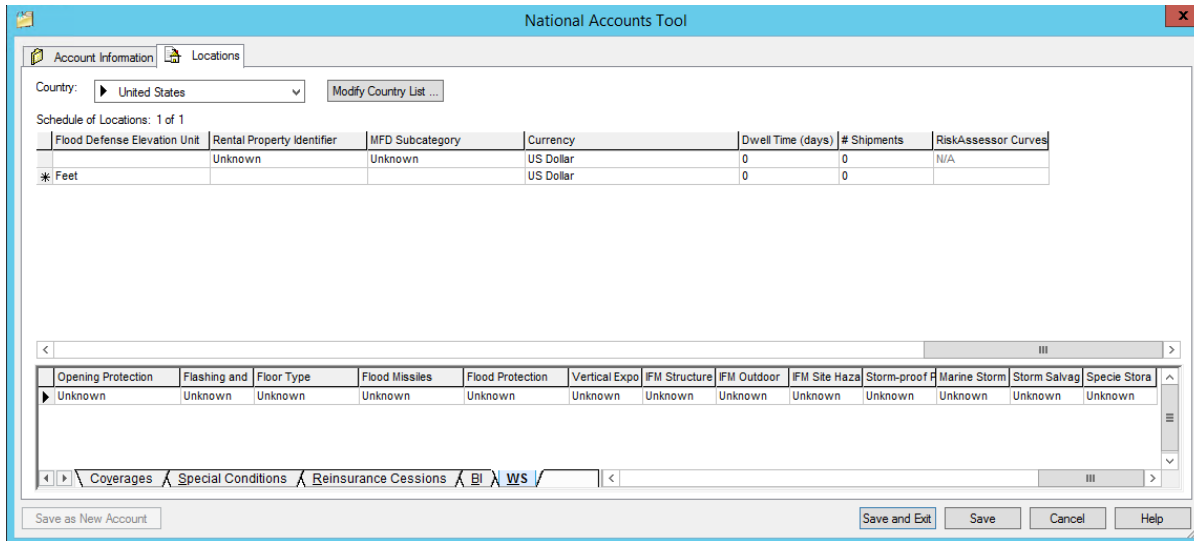 National Accounts Tool
x
Account Information Locations
Country: United States Modify Country List ...
Schedule of Locations: 1 of 1
Flood Defense Elevation Unit Rental Property Identifier MFD Subcategory Currency Dwell Time (days) # Shipments RiskAssessor Curves
Unknown Unknown US Dollar 0 0 N/A
Feet US Dollar 0 0
Opening Protection Flashing and Floor Type Flood Missiles Flood Protection Vertical Expo IFM Structure IFM Outdoor IFM Site Haza Storm-proof F Marine Storm Storm Salvag Specie Stora
Unknown Unknown Unknown Unknown Unknown Unknown Unknown Unknown Unknown Unknown Unknown Unknown Unknown
Coverages Special Conditions Reinsurance Cessions BI WS
Save as New Account Save and Exit Save Cancel Help